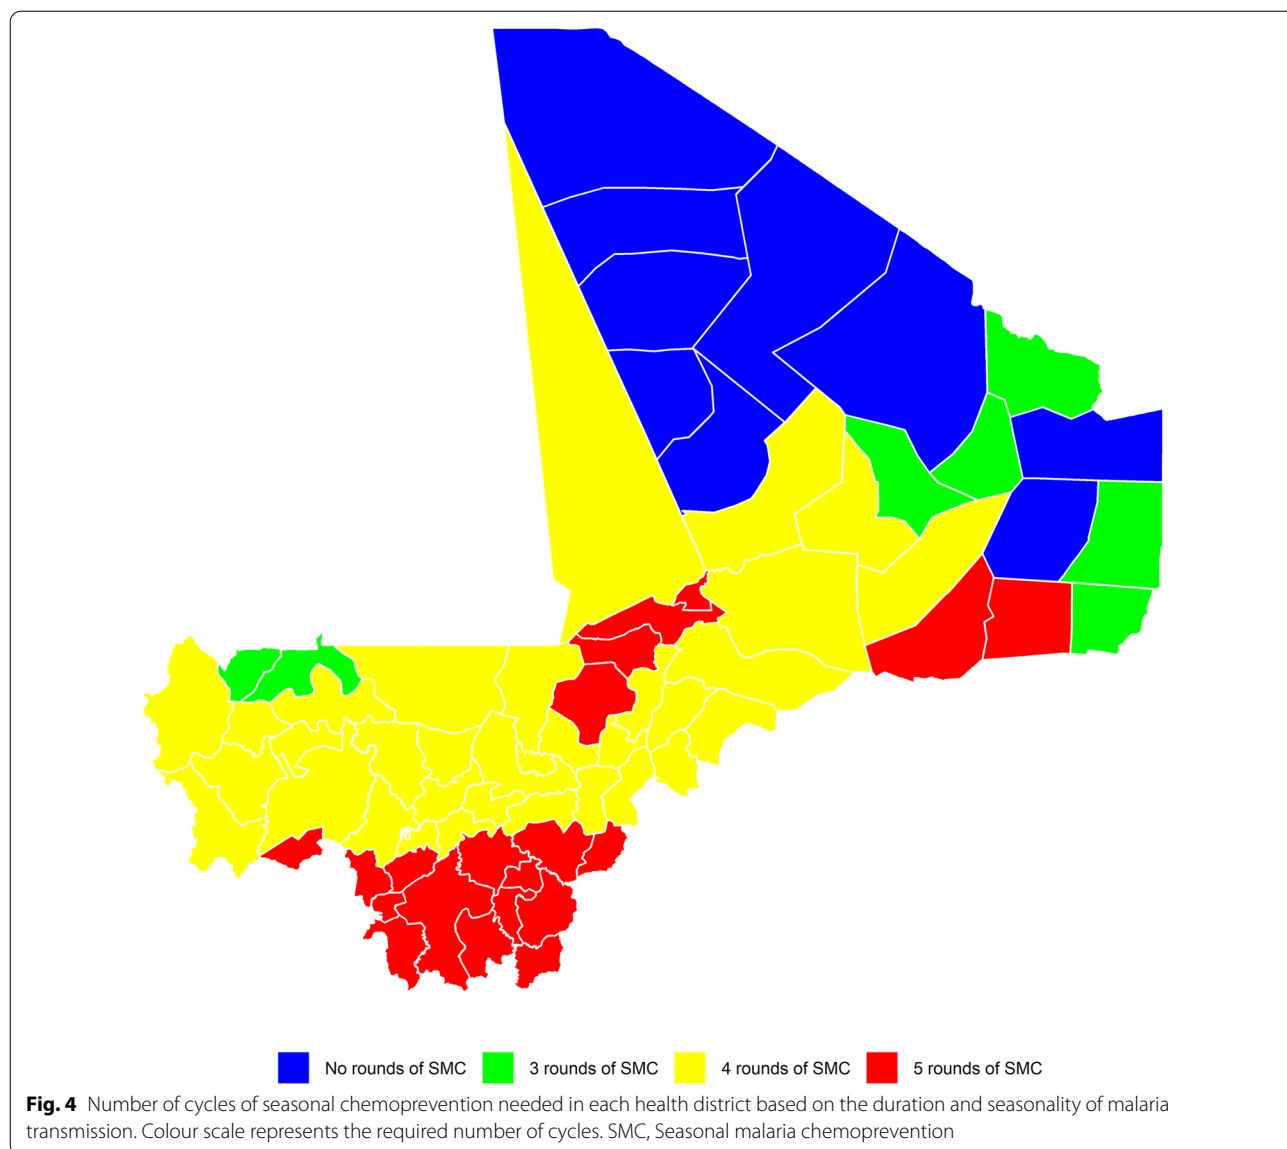 No rounds of SMC 3 rounds of SMC 4 rounds of SMC 5 rounds of SMC
Fig. 4 Number of cycles of seasonal chemoprevention needed in each health district based on the duration and seasonality of malaria
transmission. Colour scale represents the required number of cycles. SMC, Seasonal malaria chemoprevention